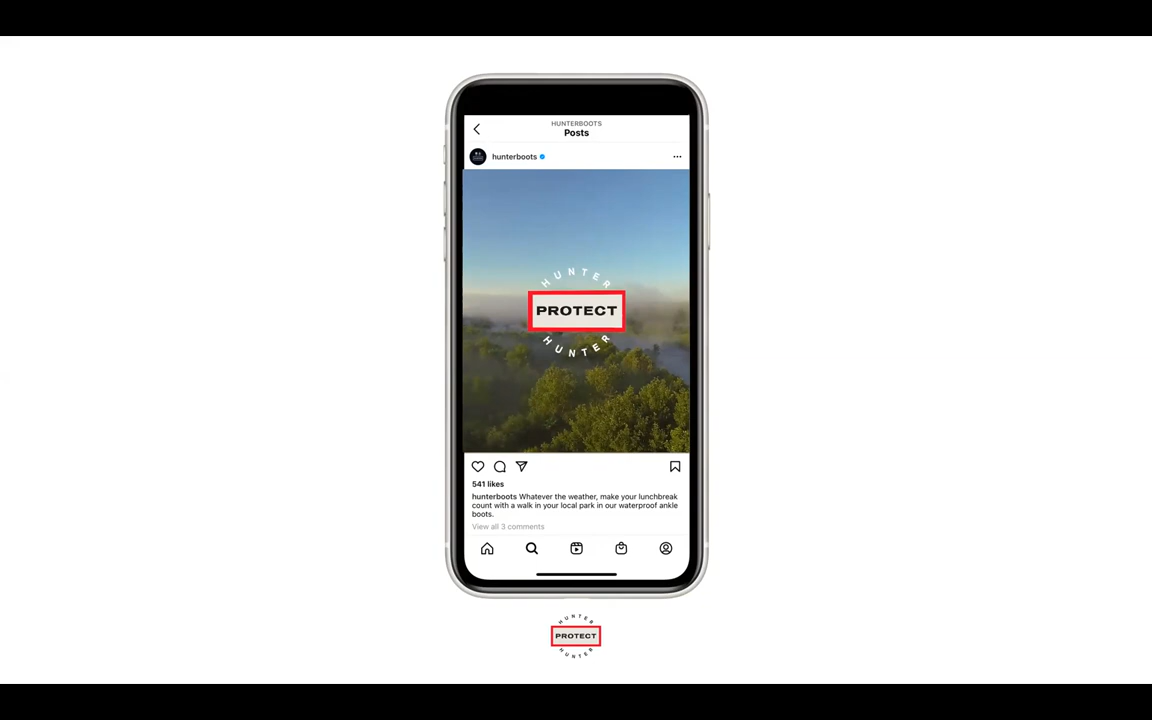 HUNTERBOOTS
Posts
hunterboots
HUNTER
PROTECT
HUNTER
541 likes
hunterboots Whatever the weather, make your lunchbreak
count with a walk in your local park in our waterproof ankle
boots.
View all 3 comments
HUNTER
PROTECT
HUNTER